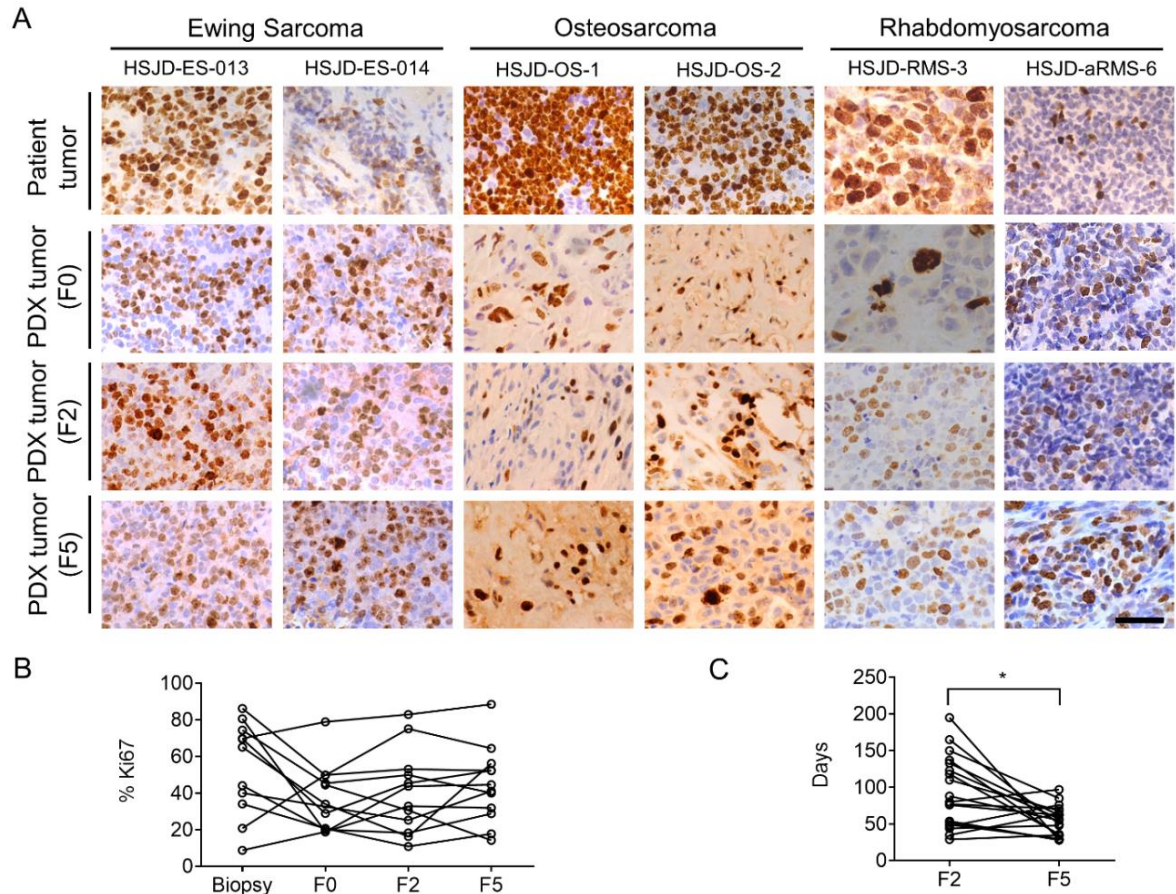 A
Ewing Sarcoma Osteosarcoma Rhabdomyosarcoma
HSJD-ES-013 HSJD-ES-014 HSJD-OS-1 HSJD-OS-2 HSJD-RMS-3 HSJD-aRMS-6
Patient
tumor
PDX tumor
(F0)
PDX tumor
(F2)
PDX tumor
(F5)
B
% Ki67
100
80
60
40
20
0
Biopsy F0 F2 F5
C
Days
250
200
150
100
50
0
*
F2 F5